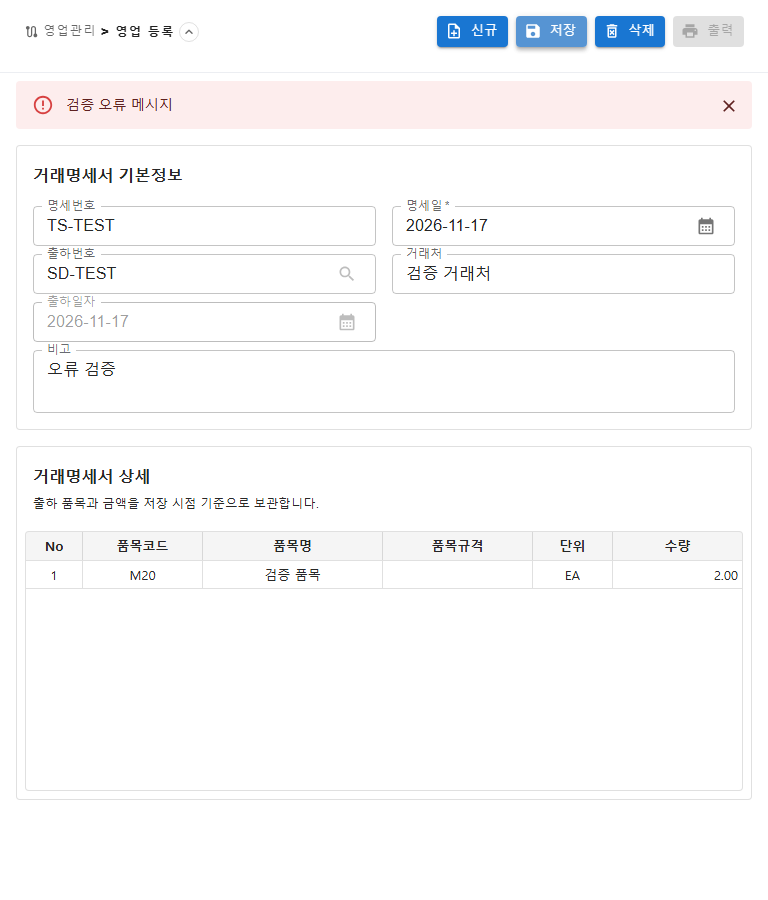 영업관리 > 영업 등록
신규 저장 삭제 출력
검증 오류 메시지
거래명세서 기본정보
명세번호 명세일 *
TS-TEST 2026-11-17
출하번호 거래처
SD-TEST 검증 거래처
출하일자
2026-11-17
비고
오류 검증
거래명세서 상세
출하 품목과 금액을 저장 시점 기준으로 보관합니다.
No 품목코드 품목명 품목규격 단위 수량
1 M20 검증 품목 EA 2.00